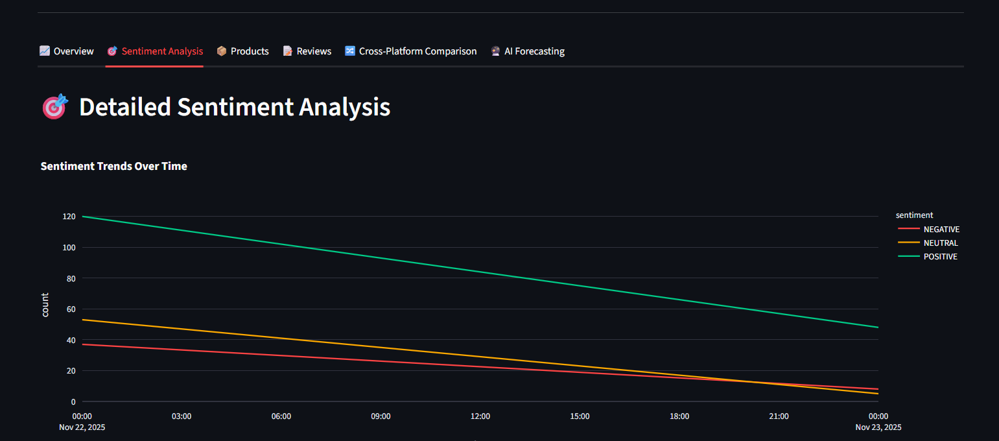 Overview Sentiment Analysis Products Reviews Cross-Platform Comparison AI Forecasting
Detailed Sentiment Analysis
Sentiment Trends Over Time
sentiment
NEGATIVE
NEUTRAL
POSITIVE
count
120
100
80
60
40
20
0
00:00 03:00 06:00 09:00 12:00 15:00 18:00 21:00 00:00
Nov 22, 2025 Nov 23, 2025